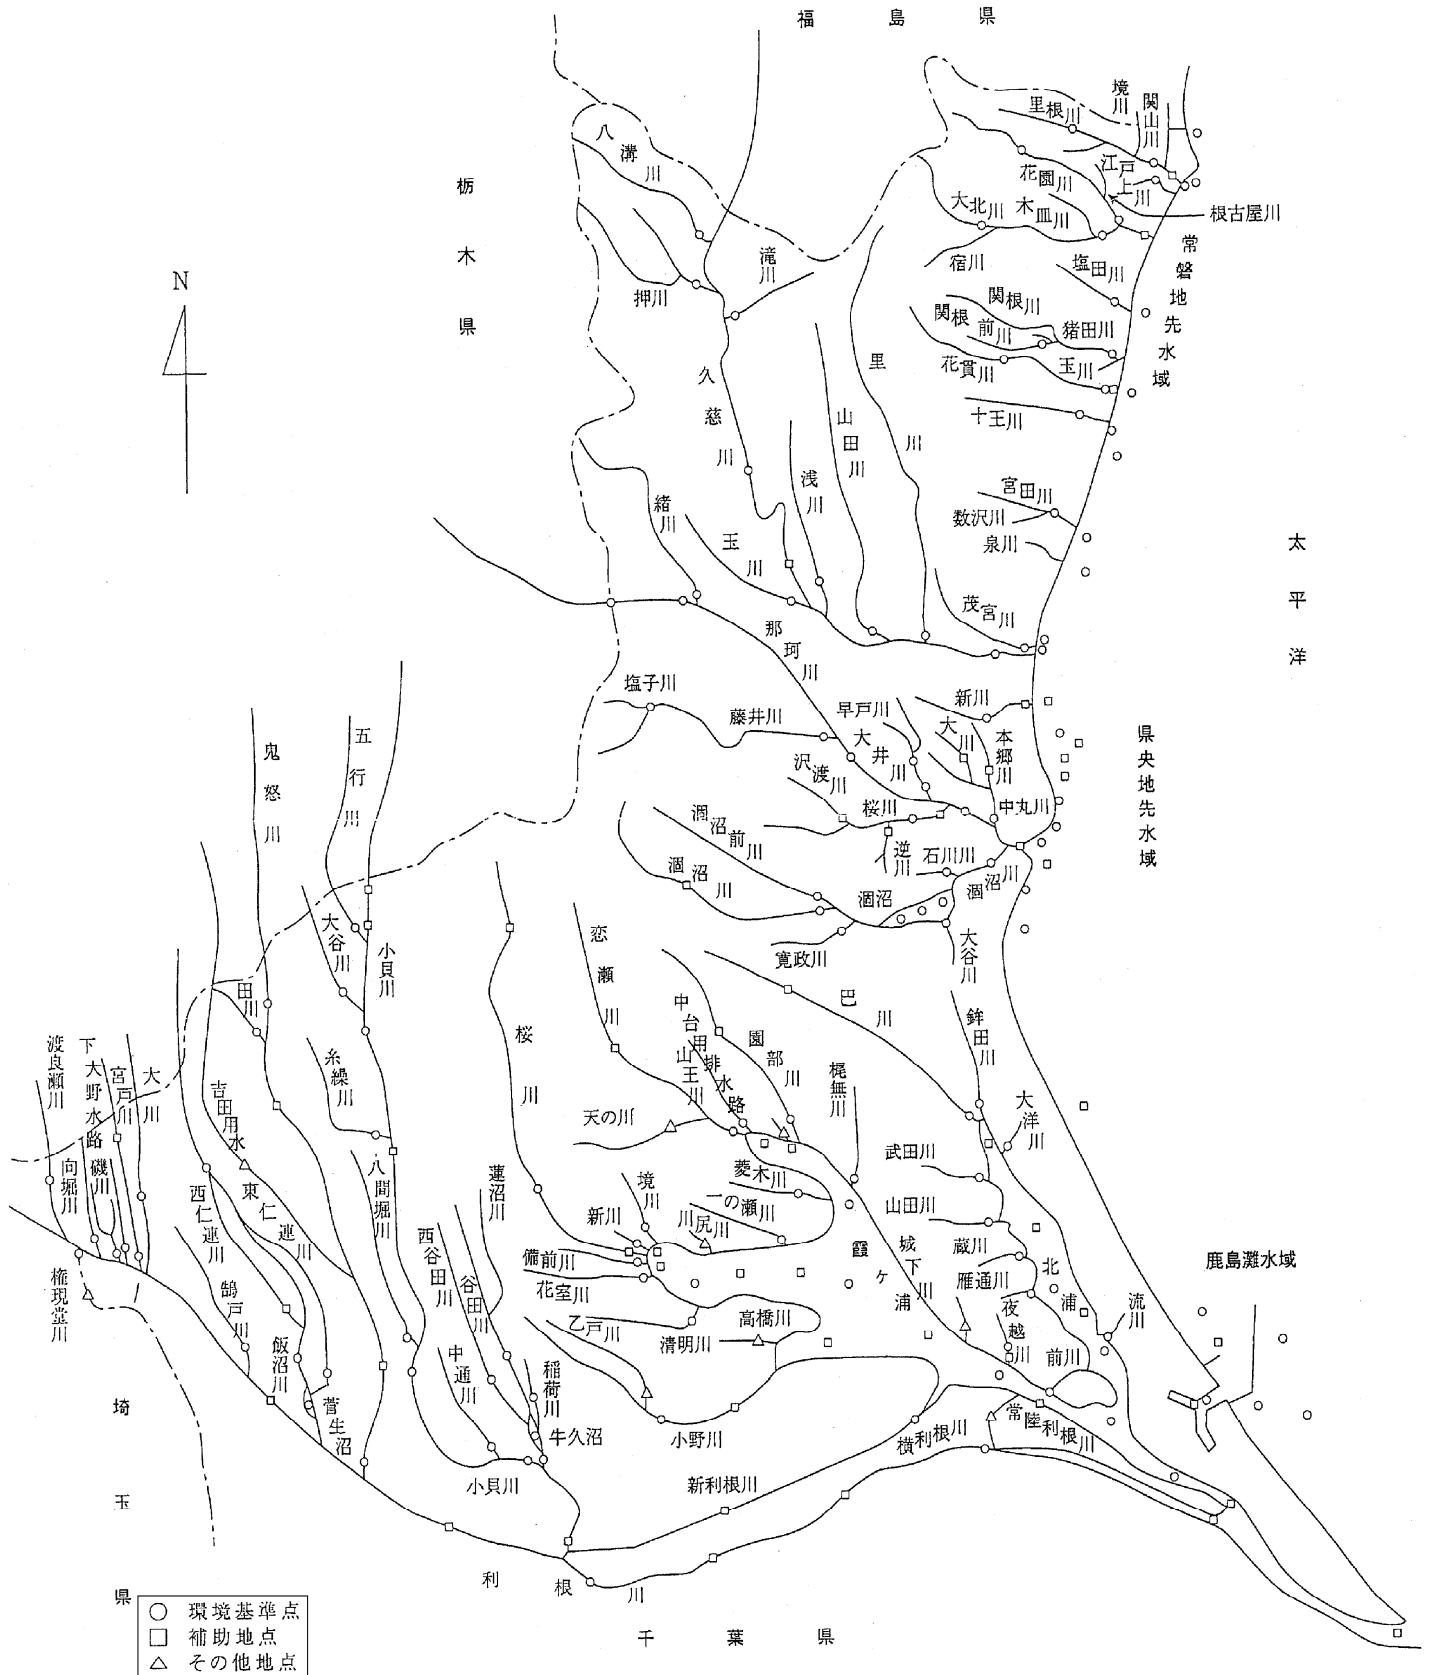 福島県
境川
関山川
里根川
江戸上川
花園川
根古屋川
木皿川
大北川
宿川
塩田川
常磐地先水域
八溝川
栃木県
押川
滝川
N
関根川
関根前川
猪田川
玉川
花貫川
十王川
久慈川
里川
山田川
浅川
宮田川
数沢川
泉川
緒川
玉川
茂宮川
太平洋
那珂川
塩子川
藤井川
早戸川
新川
大井川
大川
本郷川
沢渡川
桜川
中丸川
逆川
石川川
県央地先水域
涸沼前川
涸沼川
涸沼
涸沼川
大谷川
寛政川
鬼怒川
五行川
大谷川
小貝川
田川
恋瀬川
巴川
鉾田川
中台用排水路
園部川
山王川
桜川
糸繰川
梶無川
大洋川
渡良瀬川
下大野水路
宮戸川
大川
吉田用水
天の川
武田川
向堀川
磯川
西仁連川
東仁連川
八間堀川
蓮沼川
境川
菱木川
一の瀬川
山田川
新川
川尻川
西谷田川
谷田川
備前川
花室川
霞ヶ浦
城下川
蔵川
雁通川
北浦
鹿島灘水域
権現堂川
鵠戸川
乙戸川
清明川
高橋川
夜越川
流川
前川
飯沼川
中通川
稲荷川
菅生沼
牛久沼
小野川
横利根川
常陸利根川
小貝川
新利根川
埼玉県
利根川
千葉県
○ 環境基準点
□ 補助地点
△ その他地点